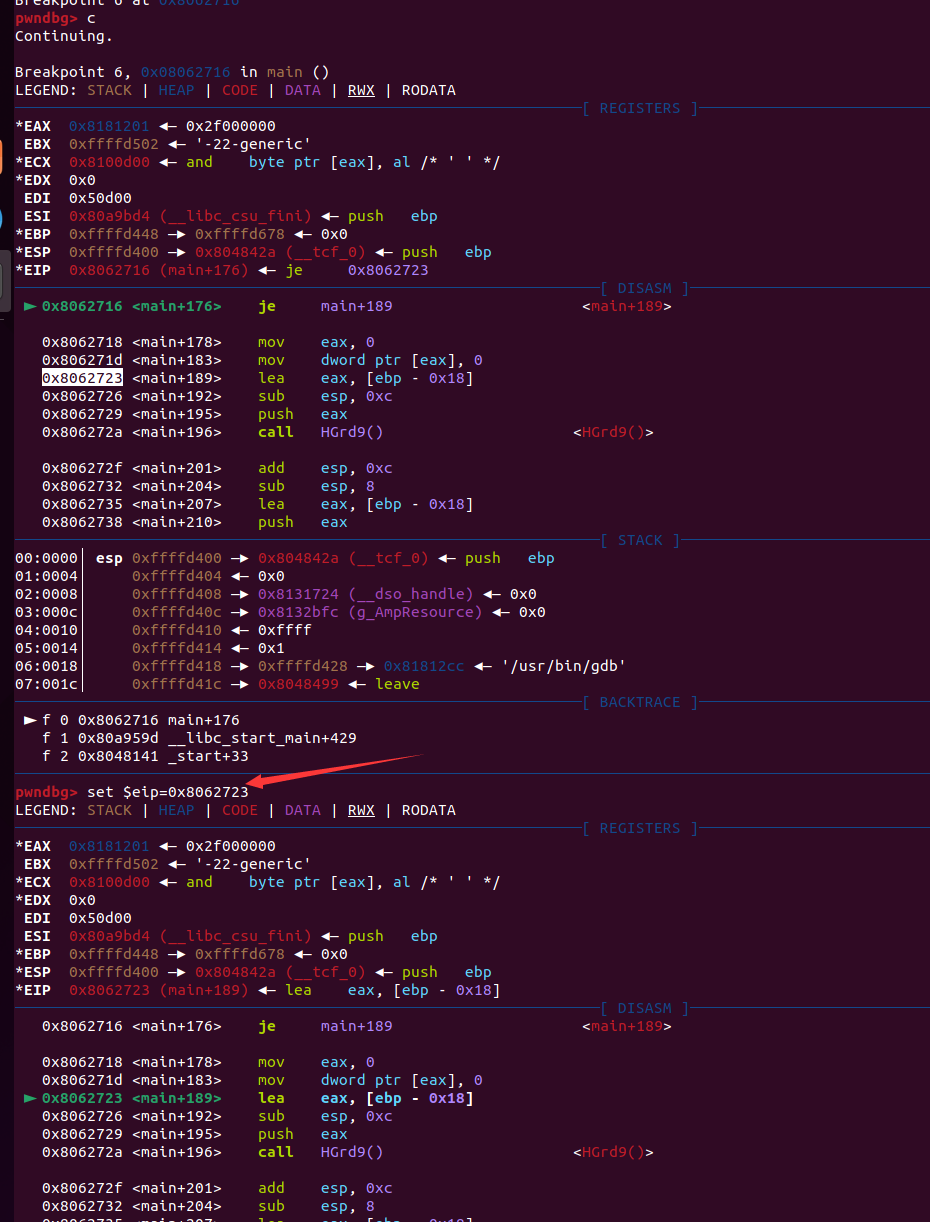 Breakpoint 6 at 0x8062716
pwndbg> c
Continuing.
Breakpoint 6, 0x08062716 in main ()
LEGEND: STACK | HEAP | CODE | DATA | RWX | RODATA
[ REGISTERS ]
*EAX  0x8181201 ◂— 0x2f000000
 EBX  0xffffd502 ◂— '-22-generic'
*ECX  0x8100d00 ◂— and    byte ptr [eax], al /* ' ' */
*EDX  0x0
 EDI  0x50d00
 ESI  0x80a9bd4 (__libc_csu_fini) ◂— push   ebp
*EBP  0xffffd448 —▸ 0xffffd678 ◂— 0x0
*ESP  0xffffd400 —▸ 0x804842a (__tcf_0) ◂— push   ebp
*EIP  0x8062716 (main+176) ◂— je     0x8062723
[ DISASM ]
► 0x8062716 <main+176>    je     main+189                     <main+189>
0x8062718 <main+178>    mov    eax, 0
0x806271d <main+183>    mov    dword ptr [eax], 0
0x8062723 <main+189>    lea    eax, [ebp - 0x18]
0x8062726 <main+192>    sub    esp, 0xc
0x8062729 <main+195>    push   eax
0x806272a <main+196>    call   HGrd9()                     <HGrd9()>
0x806272f <main+201>    add    esp, 0xc
0x8062732 <main+204>    sub    esp, 8
0x8062735 <main+207>    lea    eax, [ebp - 0x18]
0x8062738 <main+210>    push   eax
[ STACK ]
00:0000│ esp 0xffffd400 —▸ 0x804842a (__tcf_0) ◂— push   ebp
01:0004│     0xffffd404 ◂— 0x0
02:0008│     0xffffd408 —▸ 0x8131724 (__dso_handle) ◂— 0x0
03:000c│     0xffffd40c —▸ 0x8132bfc (g_AmpResource) ◂— 0x0
04:0010│     0xffffd410 ◂— 0xffff
05:0014│     0xffffd414 ◂— 0x1
06:0018│     0xffffd418 —▸ 0xffffd428 —▸ 0x81812cc ◂— '/usr/bin/gdb'
07:001c│     0xffffd41c —▸ 0x8048499 ◂— leave
[ BACKTRACE ]
► f 0 0x8062716 main+176
f 1 0x80a959d __libc_start_main+429
f 2 0x8048141 _start+33
pwndbg> set $eip=0x8062723
LEGEND: STACK | HEAP | CODE | DATA | RWX | RODATA
[ REGISTERS ]
*EAX  0x8181201 ◂— 0x2f000000
 EBX  0xffffd502 ◂— '-22-generic'
*ECX  0x8100d00 ◂— and    byte ptr [eax], al /* ' ' */
*EDX  0x0
 EDI  0x50d00
 ESI  0x80a9bd4 (__libc_csu_fini) ◂— push   ebp
*EBP  0xffffd448 —▸ 0xffffd678 ◂— 0x0
*ESP  0xffffd400 —▸ 0x804842a (__tcf_0) ◂— push   ebp
*EIP  0x8062723 (main+189) ◂— lea    eax, [ebp - 0x18]
[ DISASM ]
0x8062716 <main+176>    je     main+189                     <main+189>
0x8062718 <main+178>    mov    eax, 0
0x806271d <main+183>    mov    dword ptr [eax], 0
► 0x8062723 <main+189>    lea    eax, [ebp - 0x18]
0x8062726 <main+192>    sub    esp, 0xc
0x8062729 <main+195>    push   eax
0x806272a <main+196>    call   HGrd9()                     <HGrd9()>
0x806272f <main+201>    add    esp, 0xc
0x8062732 <main+204>    sub    esp, 8
0x8062735 <main+207>    lea    eax, [ebp - 0x18]